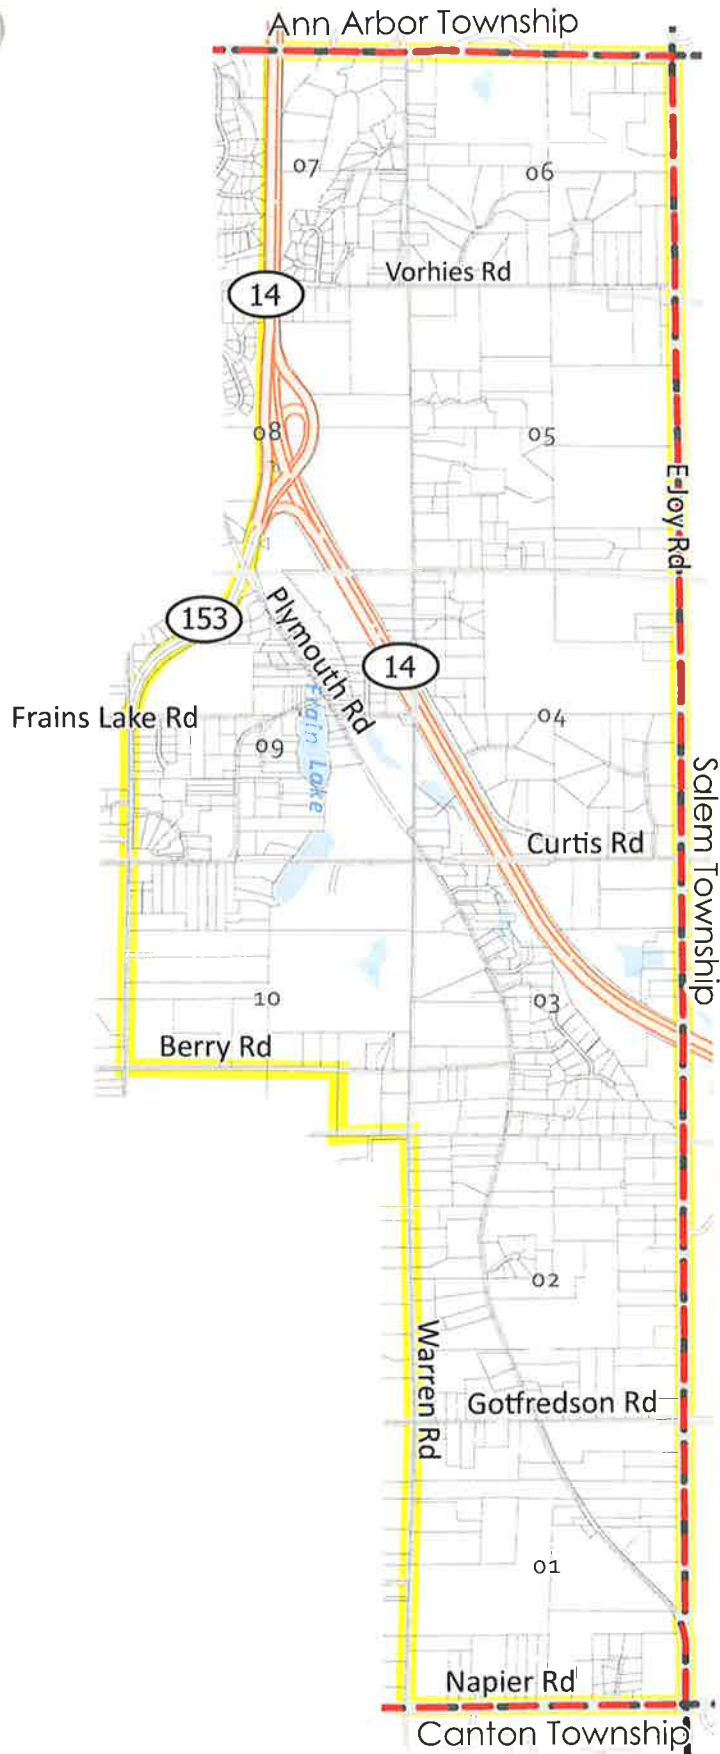 Ann Arbor Township
07
06
Vorhies Rd
14
08
05
E Joy Rd
153
Plymouth Rd
14
Frains Lake Rd
04
09
Frain Lake
Salem Township
Curtis Rd
10
03
Berry Rd
02
Warren Rd
Gotfredson Rd
01
Napier Rd
Canton Township